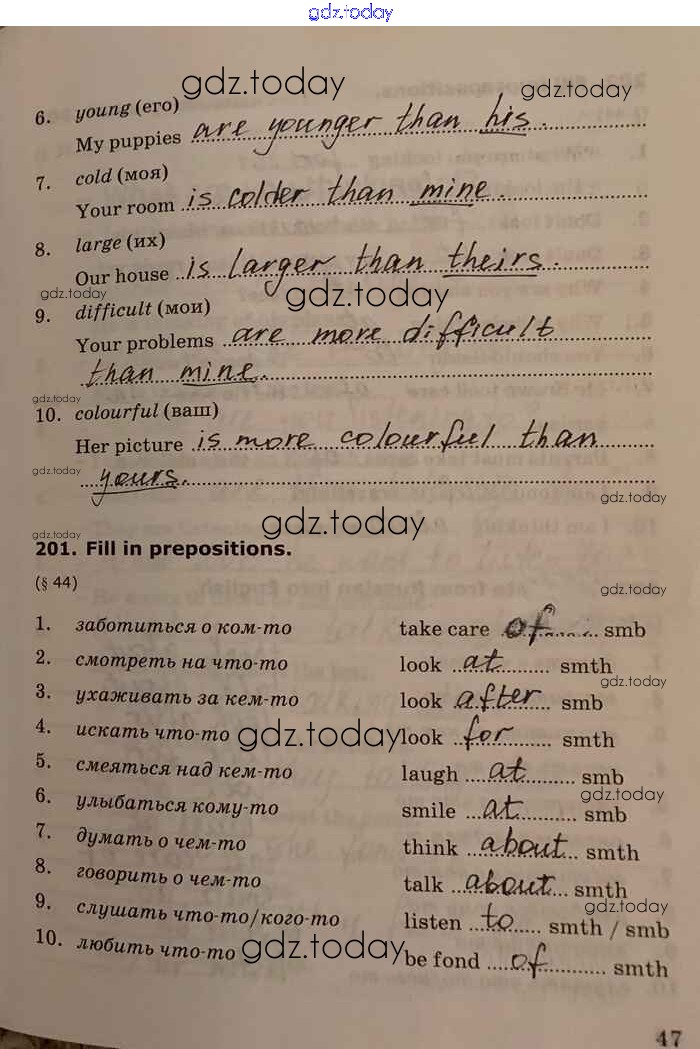 gdz.today
gdz.today
gdz.today
6. young (его)
My puppies are younger than his.
7. cold (моя)
Your room is colder than mine.
8. large (их)
Our house is larger than theirs.
gdz.today
gdz.today
9. difficult (мои)
Your problems are more difficult
than mine.
gdz.today
10. colourful (ваш)
Her picture is more colourful than
gdz.today
yours.
gdz.today
gdz.today
gdz.today
201. Fill in prepositions.
(§ 44)
gdz.today
1. заботиться о ком-то take care of smb
2. смотреть на что-то look at smth
gdz.today
3. ухаживать за кем-то look after smb
4. искать что-то look for smth
gdz.today
5. смеяться над кем-то laugh at smb
gdz.today
6. улыбаться кому-то smile at smb
7. думать о чем-то think about smth
8. говорить о чем-то talk about smth
gdz.today
9. слушать что-то/кого-то listen to smth / smb
10. любить что-то be fond of smth
gdz.today
47